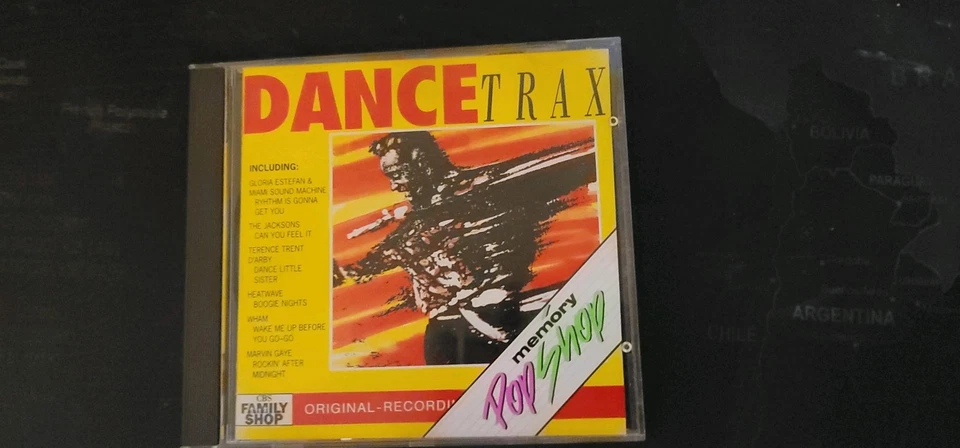 DANCE TRAX
INCLUDING:
GLORIA ESTEFAN &
MIAMI SOUND MACHINE
RHYTHM IS GONNA
GET YOU
THE JACKSONS
CAN YOU FEEL IT
TERENCE TRENT
D'ARBY
DANCE LITTLE
SISTER
HEATWAVE
BOOGIE NIGHTS
WHAM
WAKE ME UP BEFORE
YOU GO-GO
MARVIN GAYE
ROCKIN' AFTER
MIDNIGHT
memory
Pop Shop
CBS
FAMILY
SHOP
ORIGINAL-RECORDI
BOLIVIA
ARGENTINA
CHILE